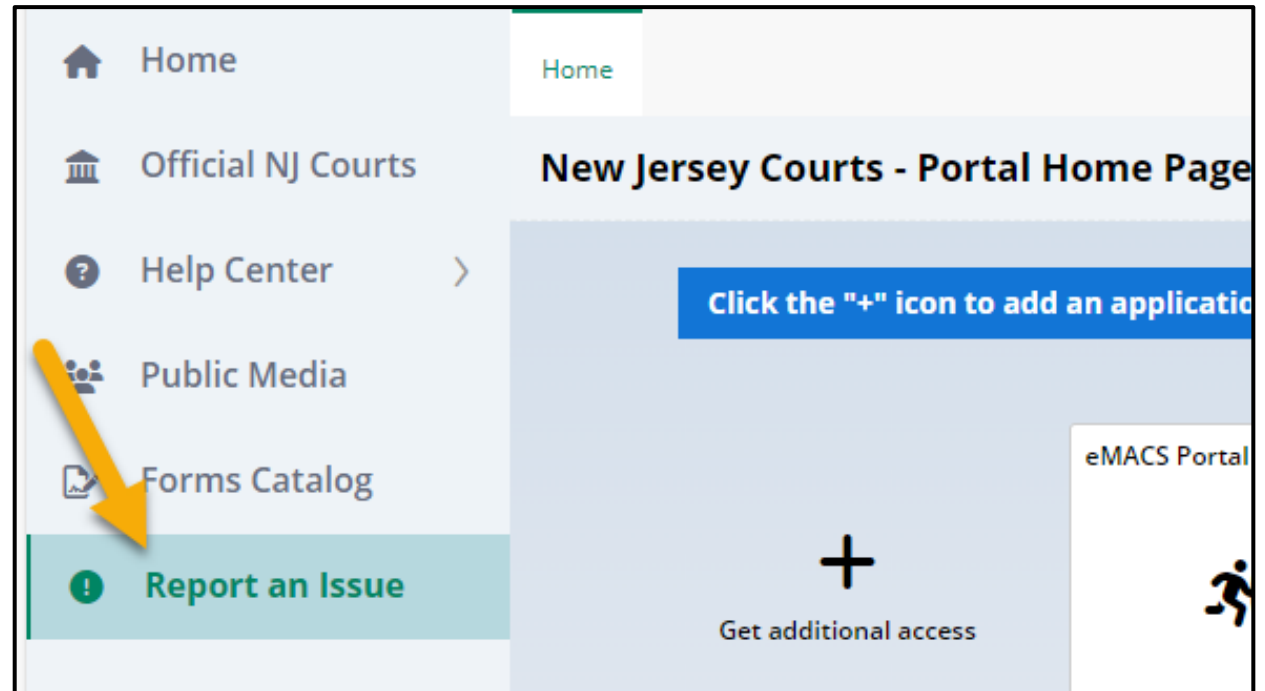 Home
Official NJ Courts
Help Center
Public Media
Forms Catalog
Report an Issue
Home
New Jersey Courts - Portal Home Page
Click the "+" icon to add an applicatio
eMACS Portal
Get additional access